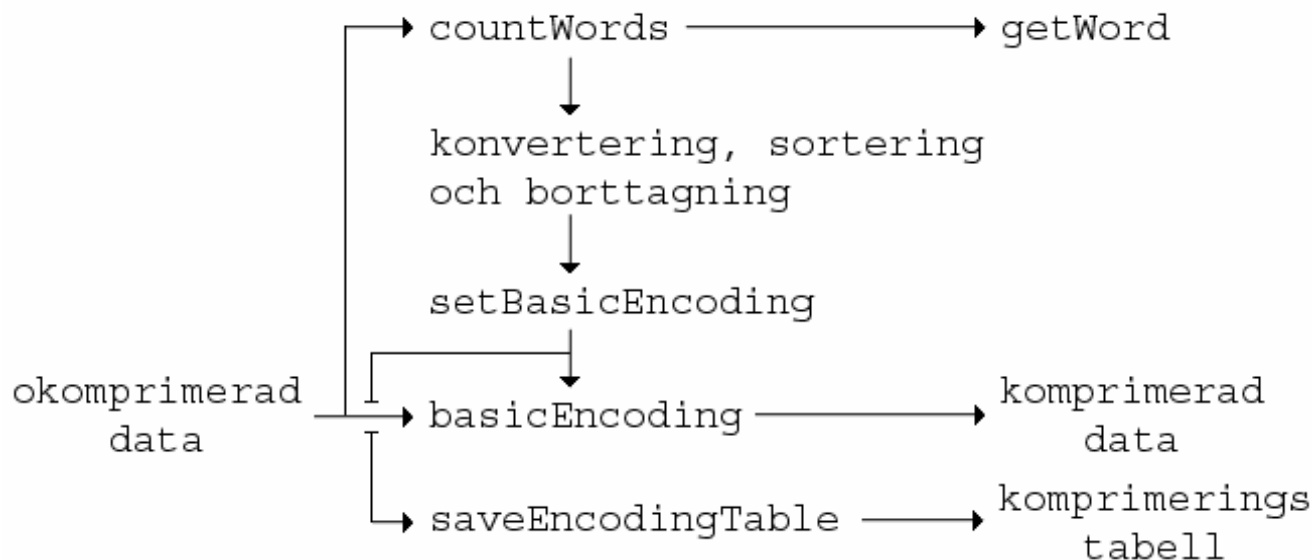 countWords
getWord
konvertering, sortering
och borttagning
setBasicEncoding
okomprimerad
data
basicEncoding
komprimerad
data
saveEncodingTable
komprimerings
tabell